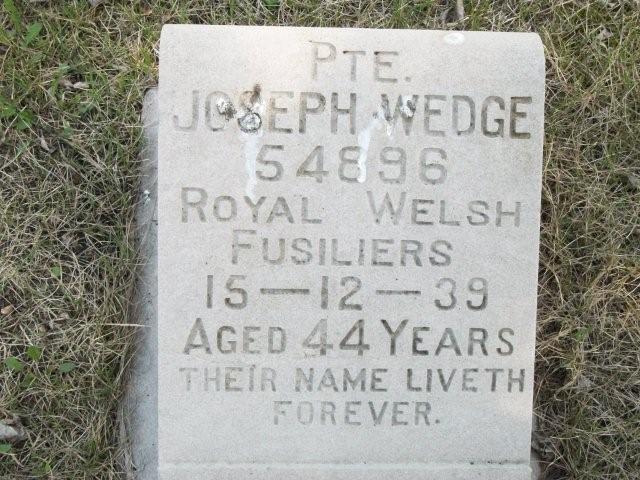 PTE.
JOSEPH WEDGE
54896
ROYAL WELSH
FUSILIERS
15—12—39
AGED 44 YEARS
THEIR NAME LIVETH
FOREVER.